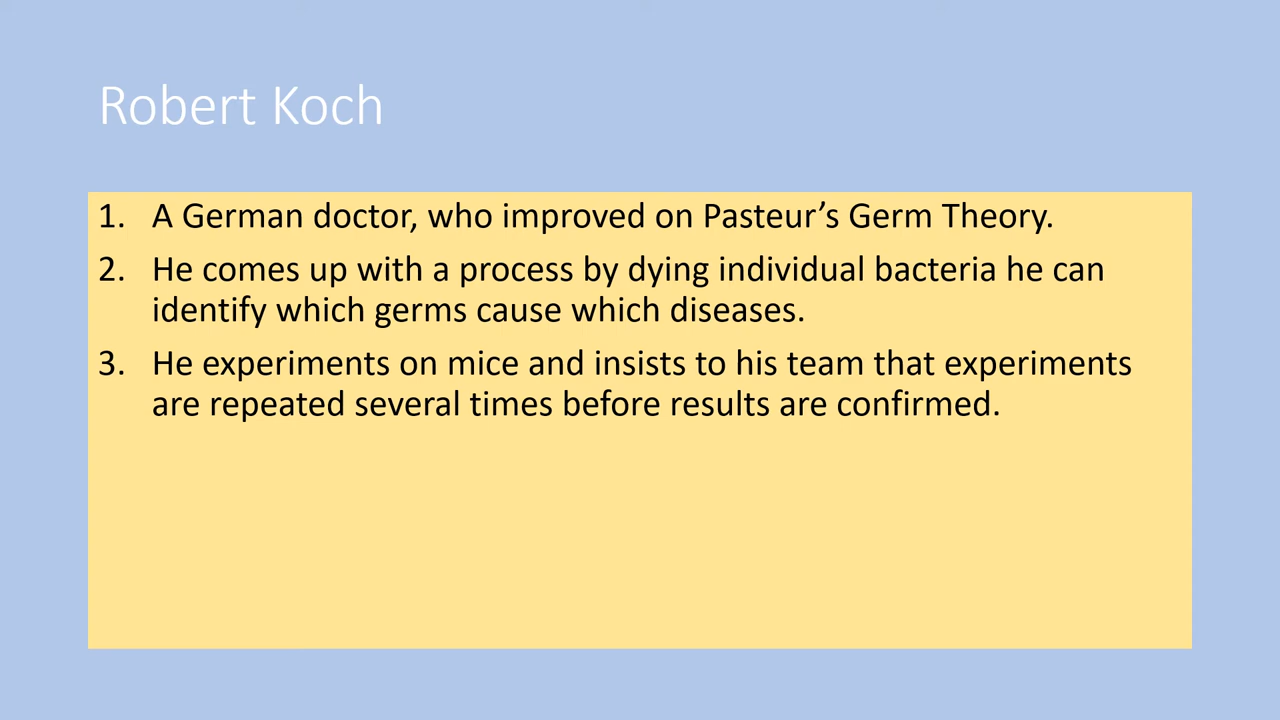 Robert Koch
1. A German doctor, who improved on Pasteur’s Germ Theory.
2. He comes up with a process by dying individual bacteria he can
identify which germs cause which diseases.
3. He experiments on mice and insists to his team that experiments
are repeated several times before results are confirmed.